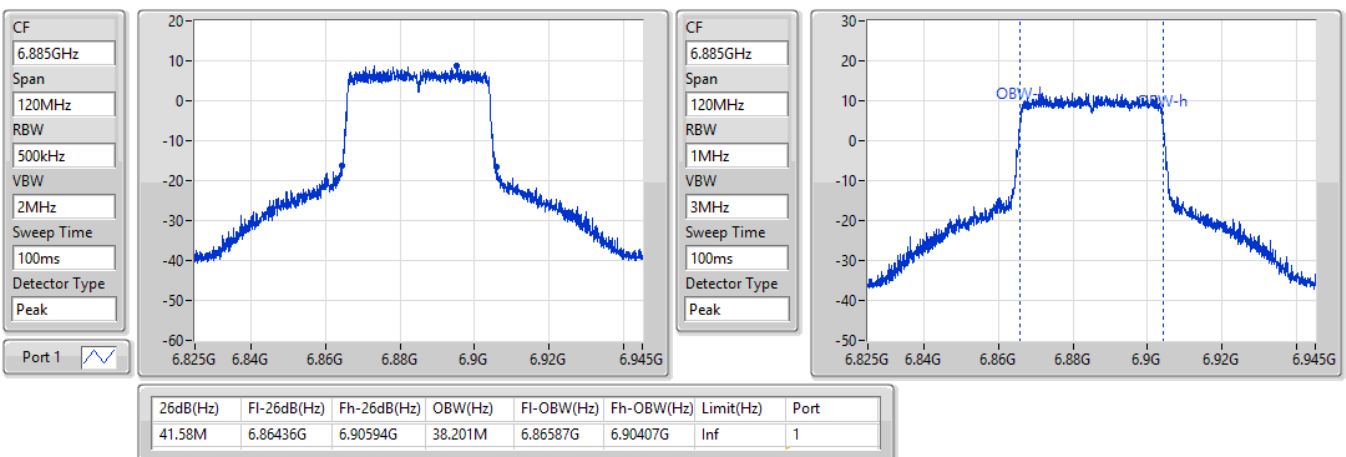 CF
6.885GHz
Span
120MHz
RBW
500kHz
VBW
2MHz
Sweep Time
100ms
Detector Type
Peak
Port 1
20
10
0
-10
-20
-30
-40
-50
-60
6.825G 6.84G 6.86G 6.88G 6.9G 6.92G 6.945G
CF
6.885GHz
Span
120MHz
RBW
1MHz
VBW
3MHz
Sweep Time
100ms
Detector Type
Peak
30
20
10
0
-10
-20
-30
-40
-50
OBW-l
OBW-h
6.825G 6.84G 6.86G 6.88G 6.9G 6.92G 6.945G
26dB(Hz) Fl-26dB(Hz) Fh-26dB(Hz) OBW(Hz) Fl-OBW(Hz) Fh-OBW(Hz) Limit(Hz) Port
41.58M 6.86436G 6.90594G 38.201M 6.86587G 6.90407G Inf 1